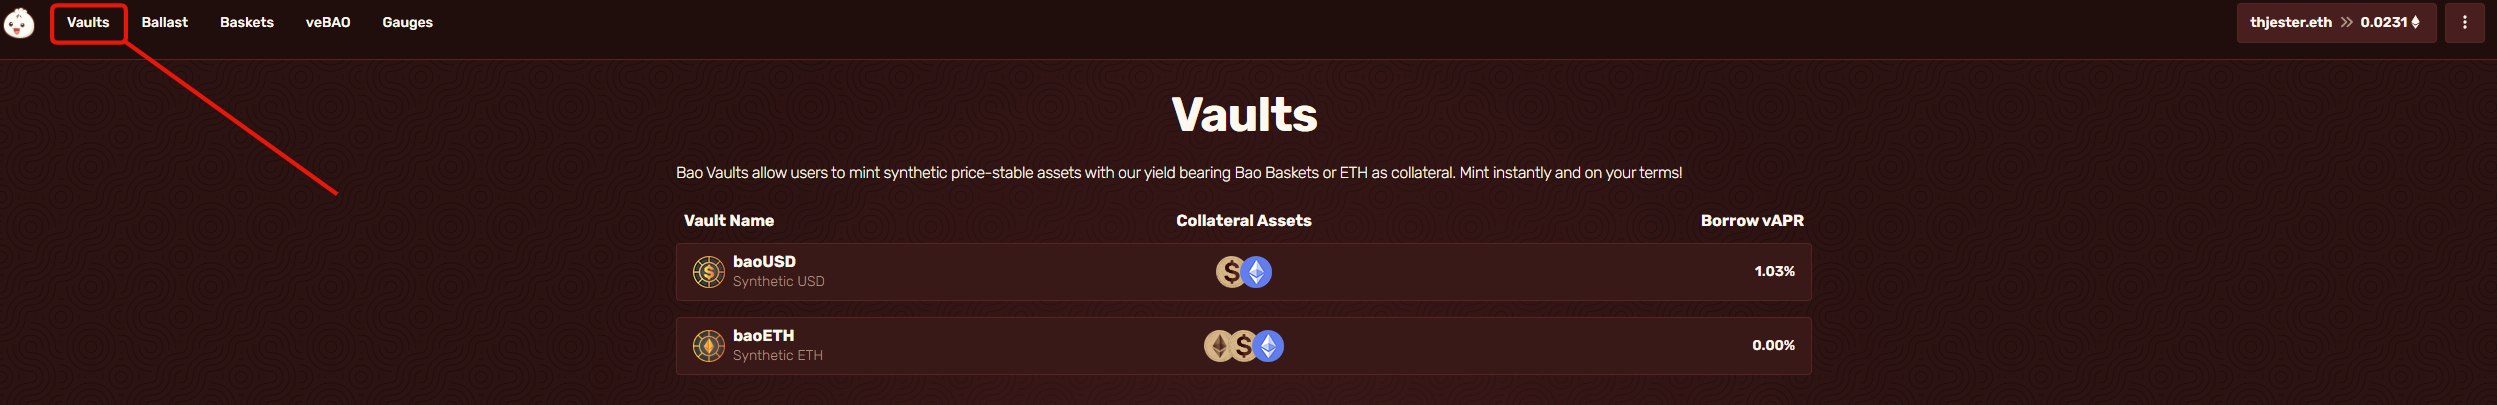 Vaults Ballast Baskets veBAO Gauges thjester.eth >> 0.0231
Vaults
Bao Vaults allow users to mint synthetic price-stable assets with our yield bearing Bao Baskets or ETH as collateral. Mint instantly and on your terms!
Vault Name Collateral Assets Borrow vAPR
baoUSD
Synthetic USD
1.03%
baoETH
Synthetic ETH
0.00%